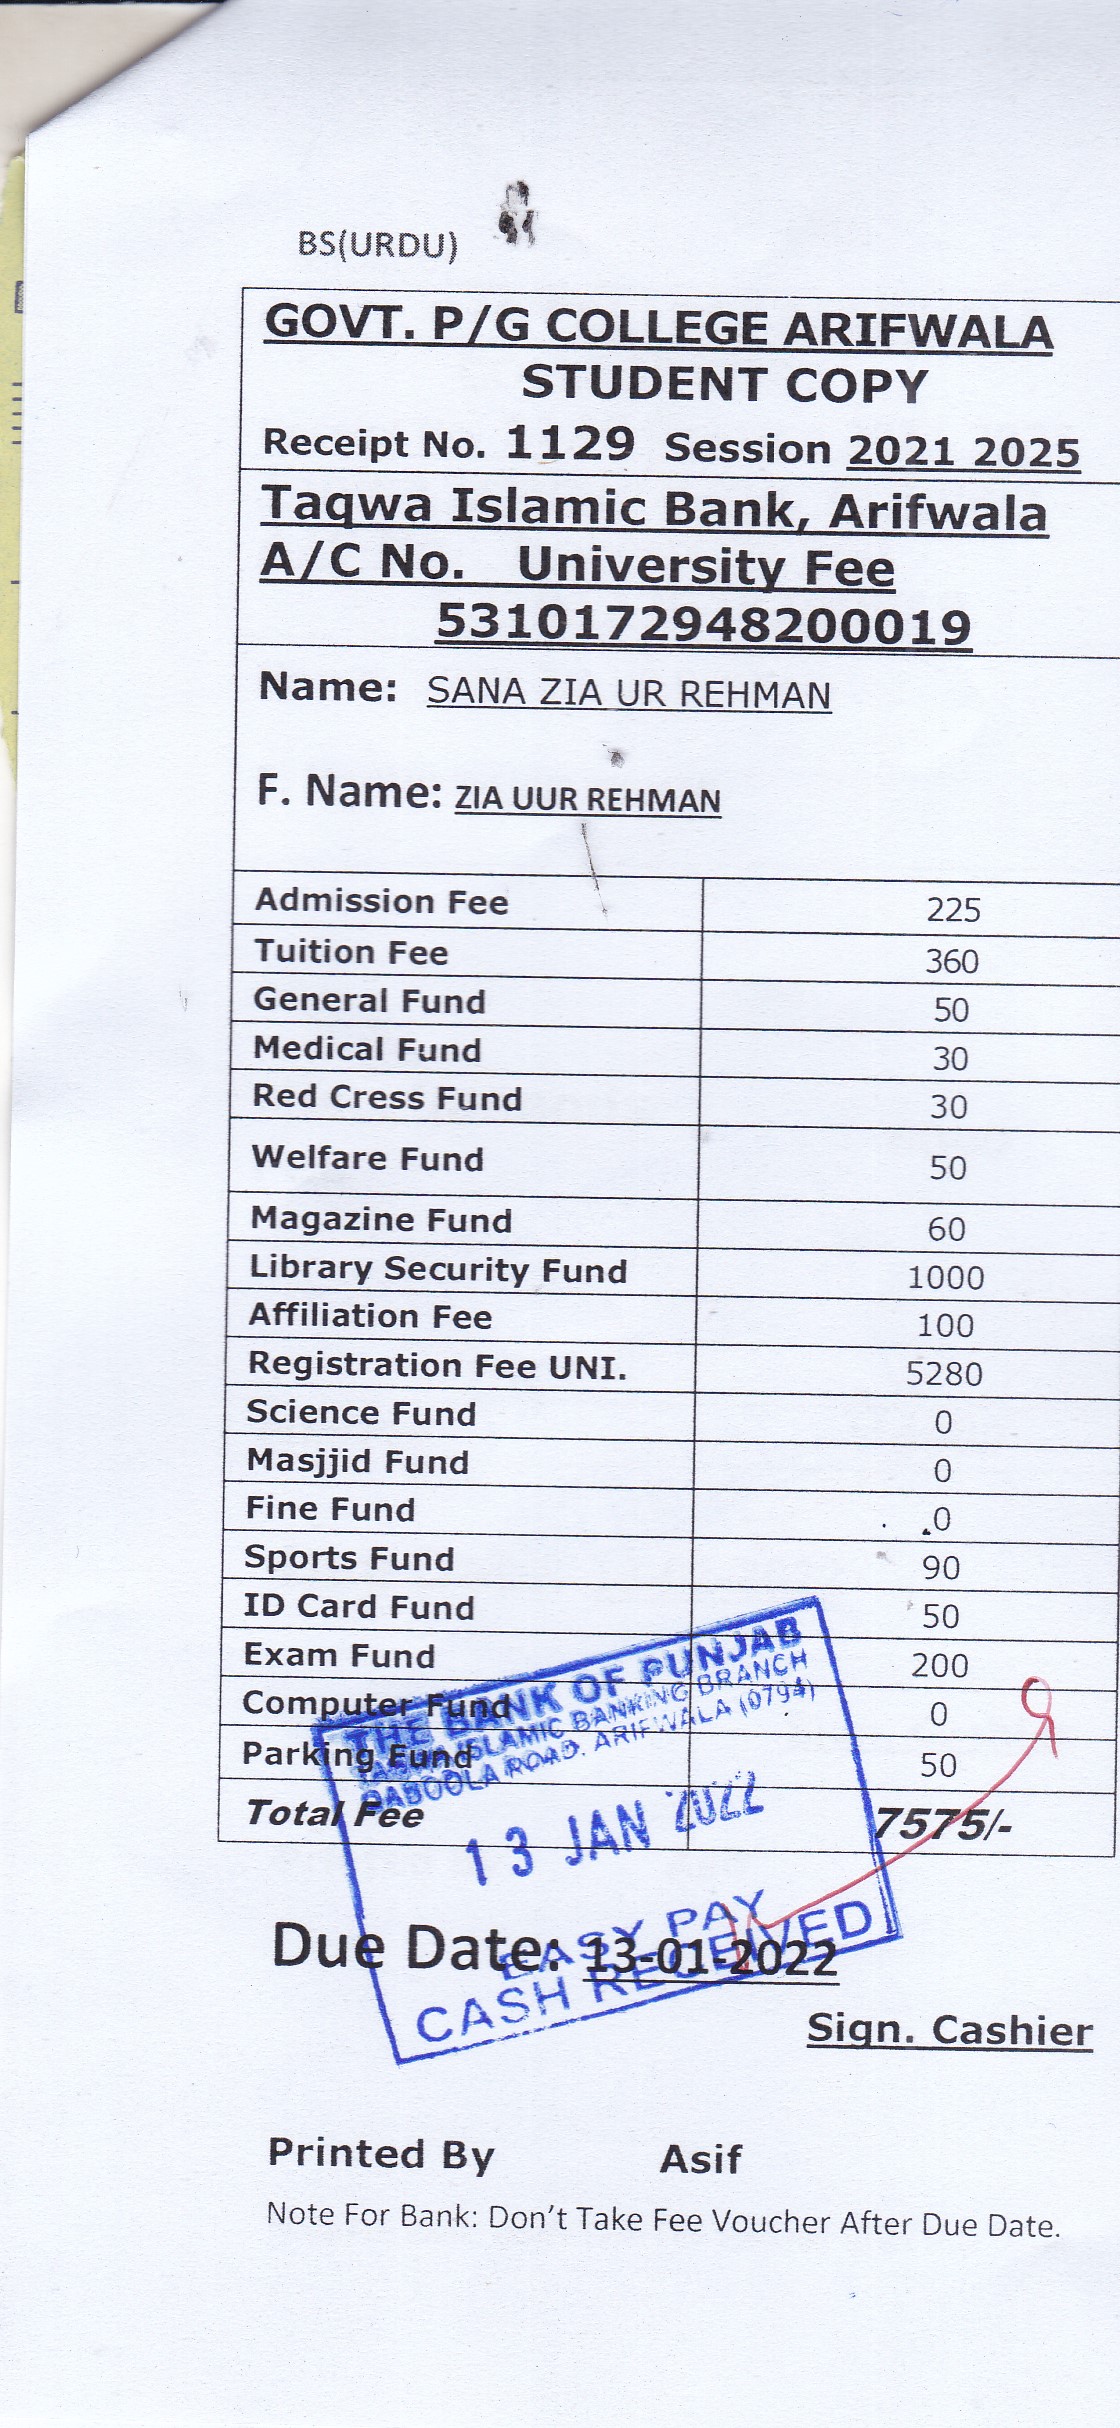 BS(URDU)
GOVT. P/G COLLEGE ARIFWALA
STUDENT COPY
Receipt No. 1129 Session 2021 2025
Taqwa Islamic Bank, Arifwala
A/C No. University Fee
5310172948200019
Name: SANA ZIA UR REHMAN
F. Name: ZIA UUR REHMAN
Admission Fee 225
Tuition Fee 360
General Fund 50
Medical Fund 30
Red Cress Fund 30
Welfare Fund 50
Magazine Fund 60
Library Security Fund 1000
Affiliation Fee 100
Registration Fee UNI. 5280
Science Fund 0
Masjjid Fund 0
Fine Fund 0
Sports Fund 90
ID Card Fund 50
Exam Fund 200
Computer Fund 0
Parking Fund 50
Total Fee 7575/-
THE BANK OF PUNJAB
TAQWA ISLAMIC BANKING BRANCH
QABOOLA ROAD. ARIFWALA (0794)
13 JAN 2022
EASY PAY
CASH RECEIVED
Due Date: 13-01-2022
Sign. Cashier
Printed By Asif
Note For Bank: Don't Take Fee Voucher After Due Date.